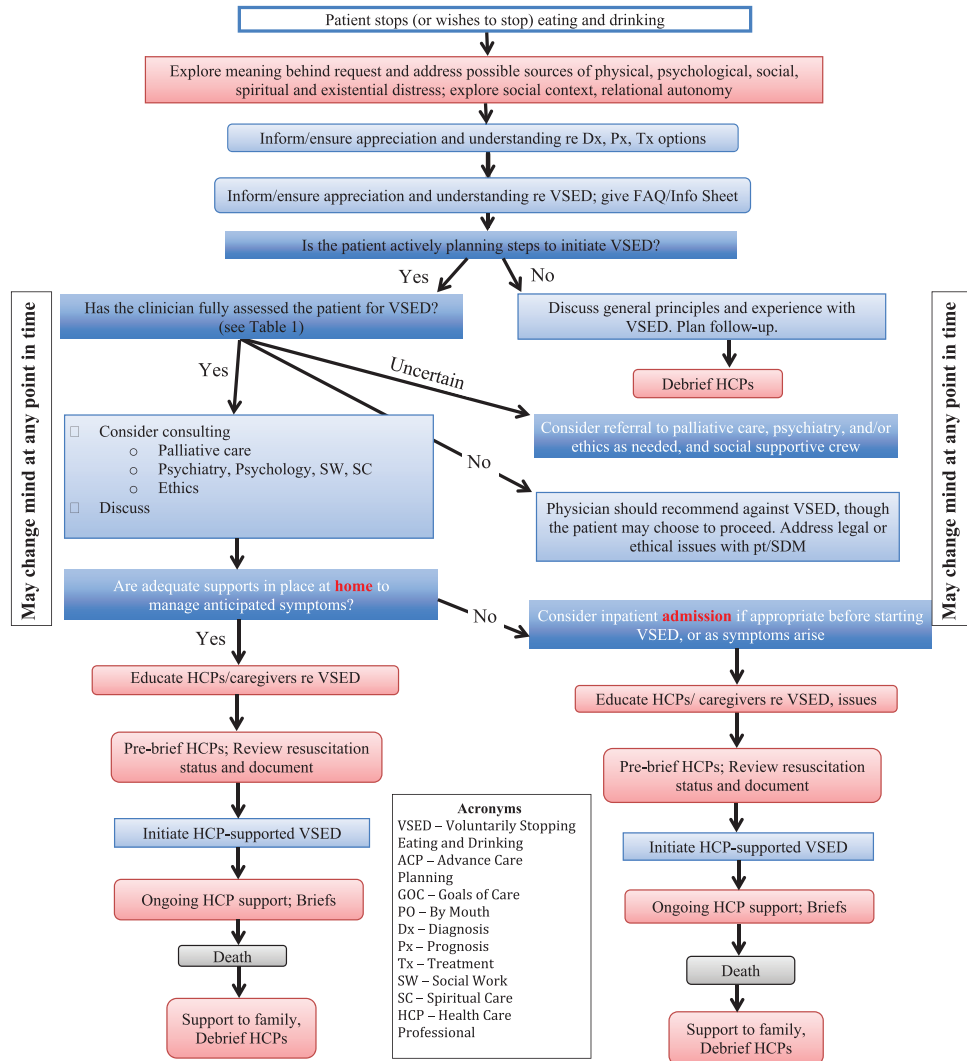 Patient stops (or wishes to stop) eating and drinking
Explore meaning behind request and address possible sources of physical, psychological, social,
spiritual and existential distress; explore social context, relational autonomy
Inform/ensure appreciation and understanding re Dx, Px, Tx options
Inform/ensure appreciation and understanding re VSED; give FAQ/Info Sheet
Is the patient actively planning steps to initiate VSED?
Yes
No
May change mind at any point in time
Has the clinician fully assessed the patient for VSED?
(see Table 1)
Discuss general principles and experience with
VSED. Plan follow-up.
May change mind at any point in time
Debrief HCPs
Yes
Uncertain
No
Consider consulting
o Palliative care
o Psychiatry, Psychology, SW, SC
o Ethics
Discuss
Consider referral to palliative care, psychiatry, and/or
ethics as needed, and social supportive crew
Physician should recommend against VSED, though
the patient may choose to proceed. Address legal or
ethical issues with pt/SDM
Are adequate supports in place at home to
manage anticipated symptoms?
No
Yes
Consider inpatient admission if appropriate before starting
VSED, or as symptoms arise
Educate HCPs/caregivers re VSED
Pre-brief HCPs; Review resuscitation
status and document
Initiate HCP-supported VSED
Ongoing HCP support; Briefs
Death
Support to family,
Debrief HCPs
Acronyms
VSED – Voluntarily Stopping
Eating and Drinking
ACP – Advance Care
Planning
GOC – Goals of Care
PO – By Mouth
Dx – Diagnosis
Px – Prognosis
Tx – Treatment
SW – Social Work
SC – Spiritual Care
HCP – Health Care
Professional
Educate HCPs/ caregivers re VSED, issues
Pre-brief HCPs; Review resuscitation
status and document
Initiate HCP-supported VSED
Ongoing HCP support; Briefs
Death
Support to family,
Debrief HCPs